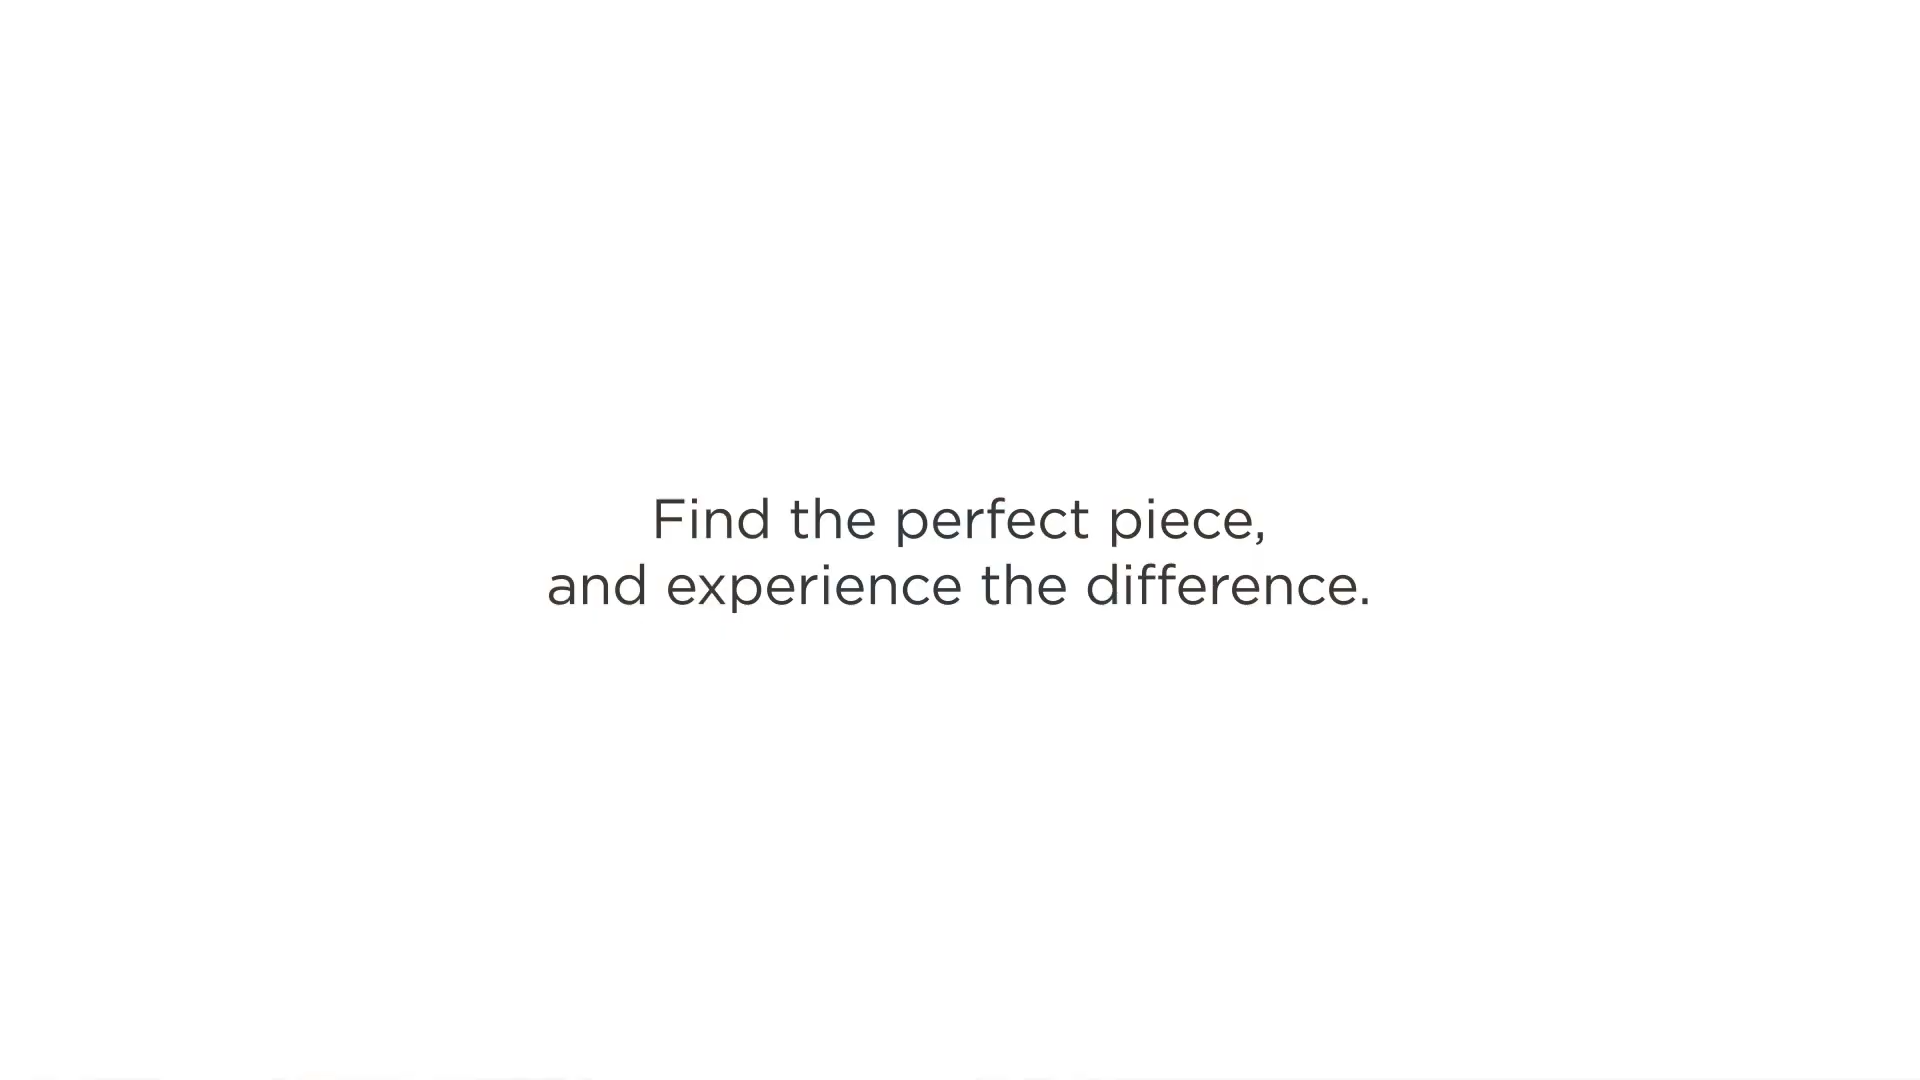 Find the perfect piece,
and experience the difference.